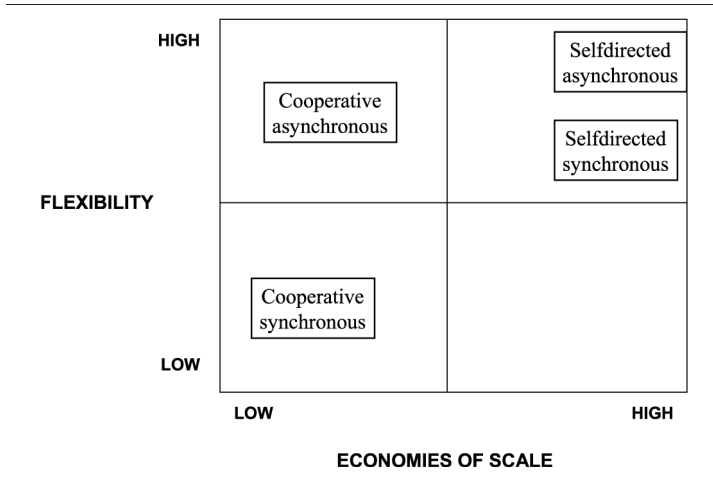 HIGH
Selfdirected
asynchronous
Cooperative
asynchronous
Selfdirected
synchronous
FLEXIBILITY
Cooperative
synchronous
LOW
LOW
HIGH
ECONOMIES OF SCALE